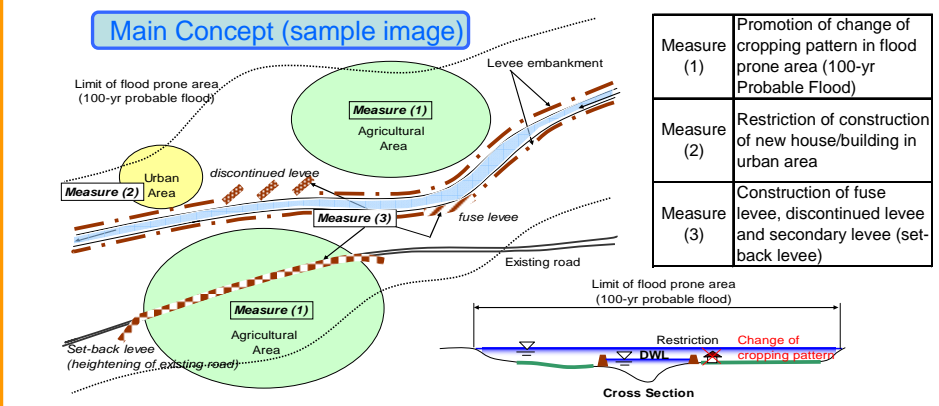 Main Concept (sample image)
Limit of flood prone area
(100-yr probable flood)
Levee embankment
Measure (1)
Agricultural
Area
Urban
Area
discontinued levee
Measure (2)
Measure (3)
fuse levee
Existing road
Measure (1)
Agricultural
Area
Set-back levee
(heightening of existing road)
Measure
(1)
Promotion of change of
cropping pattern in flood
prone area (100-yr
Probable Flood)
Measure
(2)
Restriction of construction
of new house/building in
urban area
Measure
(3)
Construction of fuse
levee, discontinued levee
and secondary levee (set-
back levee)
Limit of flood prone area
(100-yr probable flood)
Restriction
Change of
cropping pattern
DWL
Cross Section